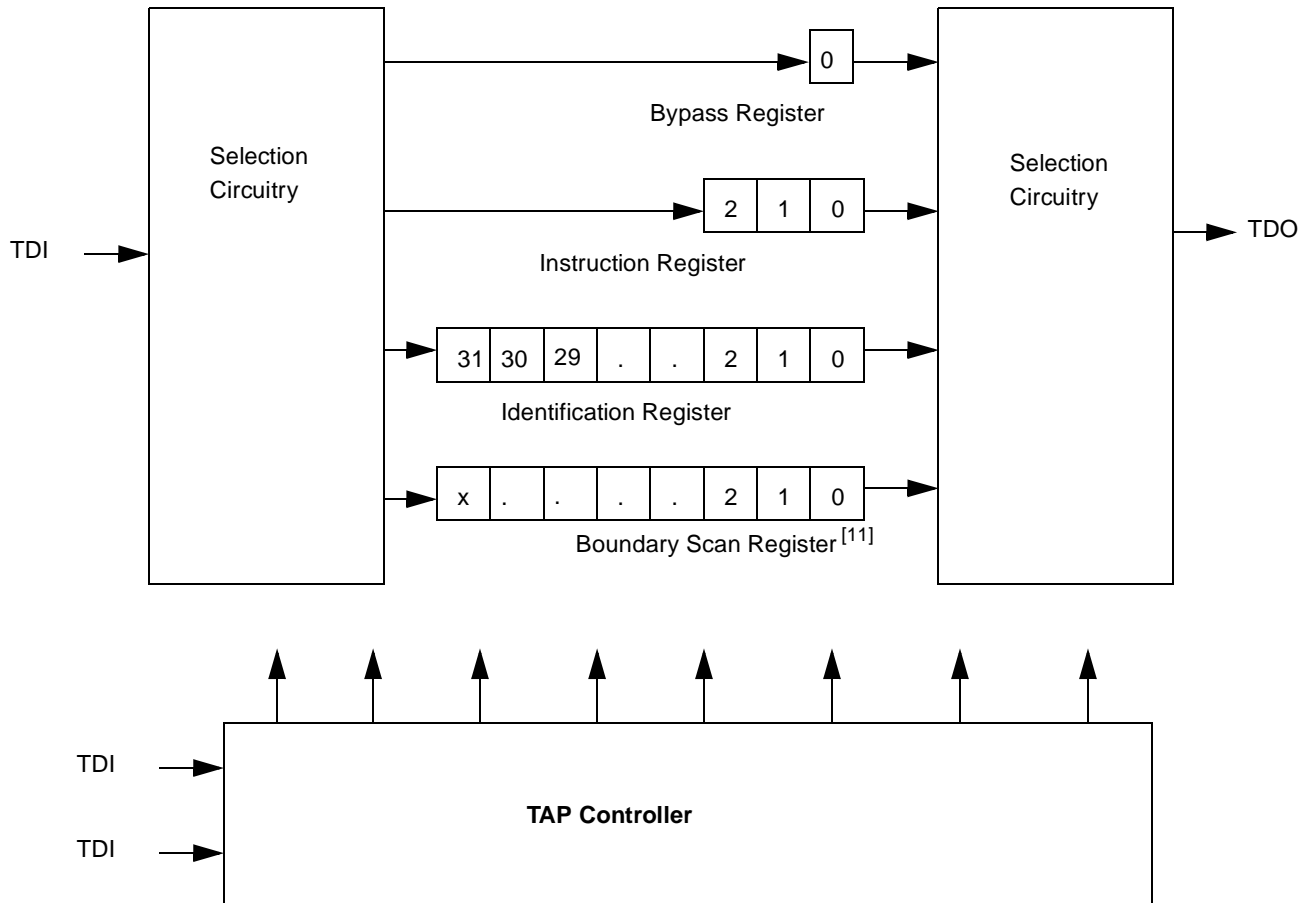 0
Bypass Register
Selection
Circuitry
Selection
Circuitry
2 1 0
TDI
TDO
Instruction Register
31 30 29 . . 2 1 0
Identification Register
x . . . . 2 1 0
Boundary Scan Register [11]
TDI
TAP Controller
TDI